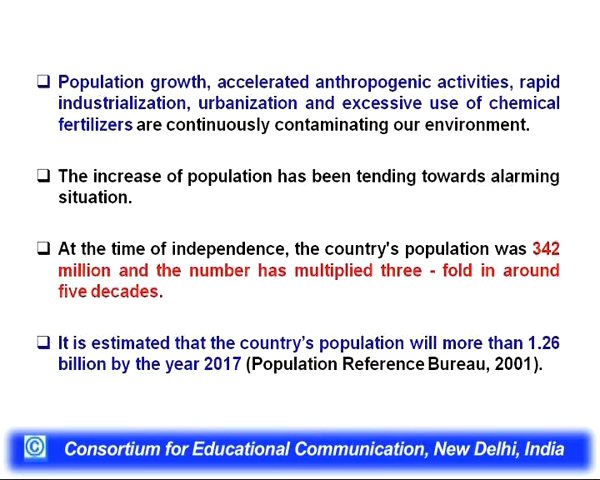 ❑ Population growth, accelerated anthropogenic activities, rapid
industrialization, urbanization and excessive use of chemical
fertilizers are continuously contaminating our environment.
❑ The increase of population has been tending towards alarming
situation.
❑ At the time of independence, the country's population was 342
million and the number has multiplied three - fold in around
five decades.
❑ It is estimated that the country’s population will more than 1.26
billion by the year 2017 (Population Reference Bureau, 2001).
© Consortium for Educational Communication, New Delhi, India